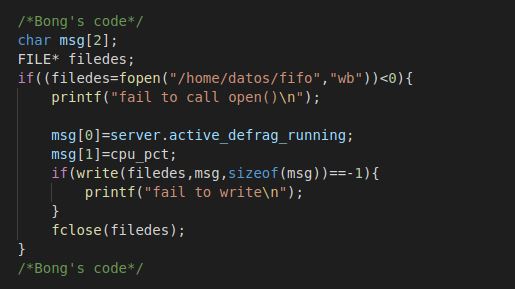 /*Bong's code*/
char msg[2];
FILE* filedes;
if((filedes=fopen("/home/datos/fifo","wb"))<0){
    printf("fail to call open()\n");

    msg[0]=server.active_defrag_running;
    msg[1]=cpu_pct;
    if(write(filedes,msg,sizeof(msg))==-1){
        printf("fail to write\n");
    }
    fclose(filedes);
}
/*Bong's code*/